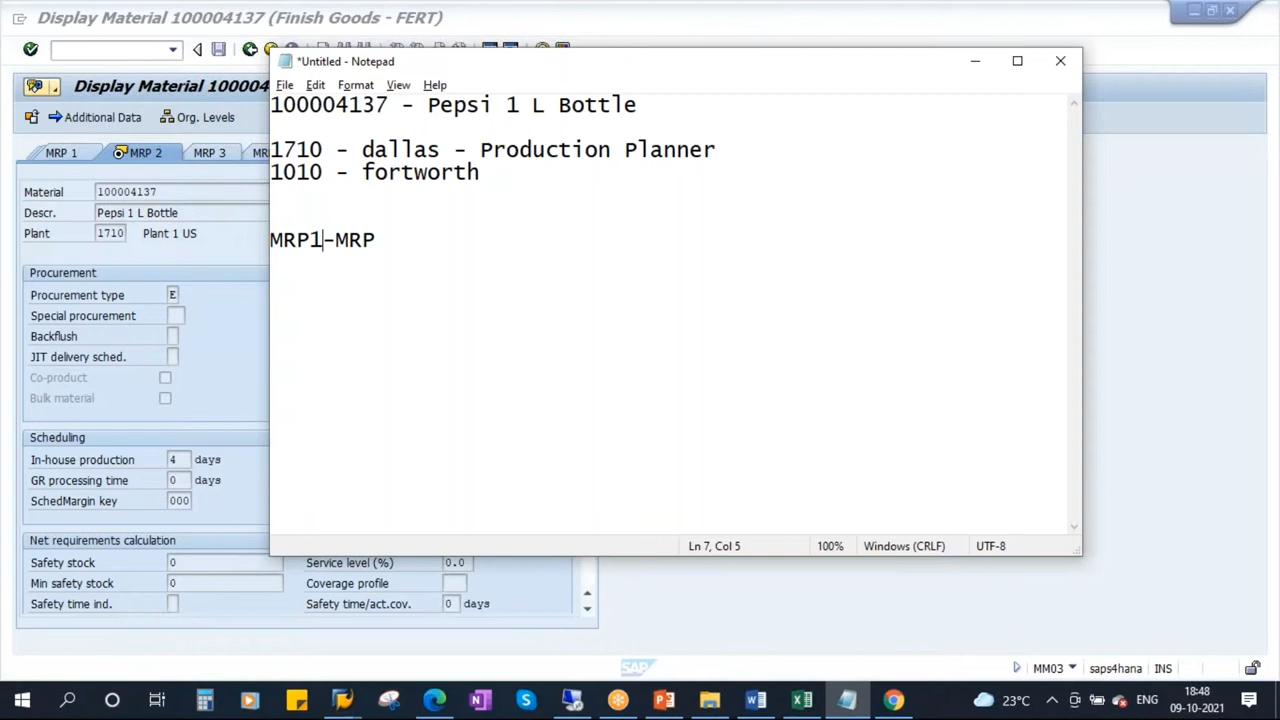 Display Material 100004137 (Finish Goods - FERT)
Display Material 100004
Additional Data
Org. Levels
MRP 1
MRP 2
MRP 3
Material 100004137
Descr. Pepsi 1 L Bottle
Plant 1710 Plant 1 US
Procurement
Procurement type E
Special procurement
Backflush
JIT delivery sched.
Co-product
Bulk material
Scheduling
In-house production 4 days
GR processing time 0 days
SchedMargin key 000
Net requirements calculation
Safety stock 0 Service level (%) 0.0
Min safety stock 0 Coverage profile
Safety time ind. Safety time/act.cov. 0 days
*Untitled - Notepad
File Edit Format View Help
100004137 - Pepsi 1 L Bottle
1710 - dallas - Production Planner
1010 - fortworth
MRP1-MRP
Ln 7, Col 5 100% Windows (CRLF) UTF-8
SAP
MM03 saps4hana INS
23°C ENG 18:48
09-10-2021